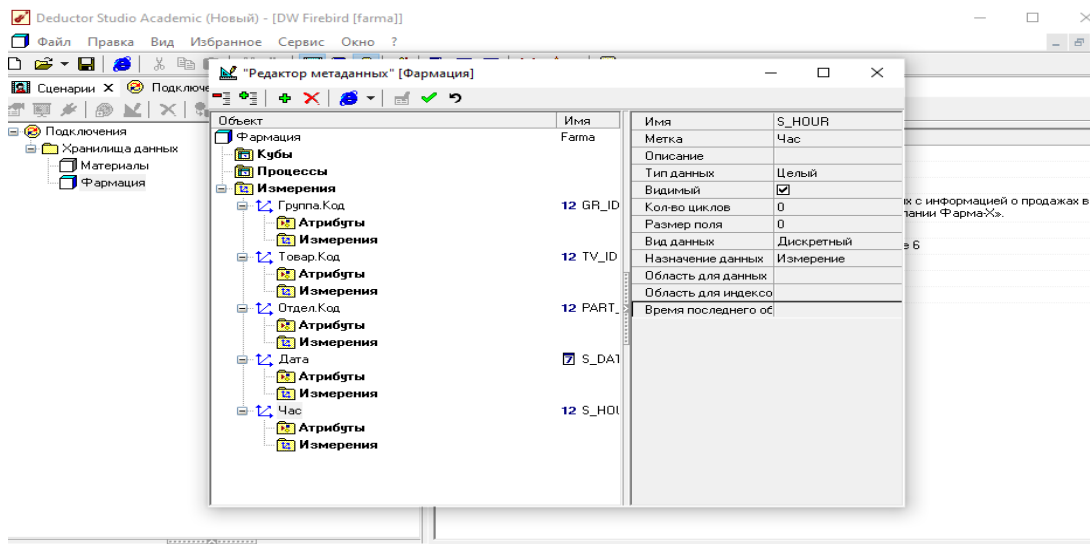 Deductor Studio Academic (Новый) - [DW Firebird [farma]]
Файл Правка Вид Избранное Сервис Окно ?
Сценарии X Подключе
Подключения
Хранилища данных
Материалы
Фармация
"Редактор метаданных" [Фармация]
Объект Имя
Фармация Farma
Кубы
Процессы
Измерения
Группа.Код 12 GR_ID
Атрибуты
Измерения
Товар.Код 12 TV_ID
Атрибуты
Измерения
Отдел.Код 12 PART_
Атрибуты
Измерения
Дата 7 S_DAT
Атрибуты
Измерения
Час 12 S_HOU
Атрибуты
Измерения
Имя S_HOUR
Метка Час
Описание
Тип данных Целый
Видимый
Кол-во циклов 0
Размер поля 0
Вид данных Дискретный
Назначение данных Измерение
Область для данных
Область для индексо
Время последнего об
х с информацией о продажах в
пании Фарма-Х».
е 6